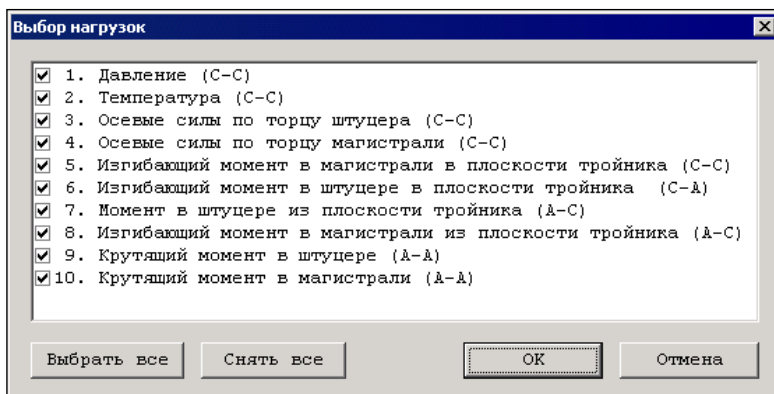 Выбор нагрузок
1. Давление (С-С)
2. Температура (С-С)
3. Осевые силы по торцу штуцера (С-С)
4. Осевые силы по торцу магистрали (С-С)
5. Изгибающий момент в магистрали в плоскости тройника (С-С)
6. Изгибающий момент в штуцере в плоскости тройника (С-А)
7. Момент в штуцере из плоскости тройника (А-С)
8. Изгибающий момент в магистрали из плоскости тройника (А-С)
9. Крутящий момент в штуцере (А-А)
10. Крутящий момент в магистрали (А-А)
Выбрать все Снять все OK Отмена